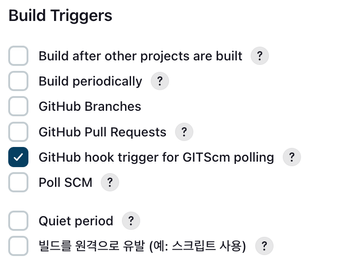 Build Triggers
Build after other projects are built ?
Build periodically ?
GitHub Branches
GitHub Pull Requests ?
GitHub hook trigger for GITScm polling ?
Poll SCM ?
Quiet period ?
빌드를 원격으로 유발 (예: 스크립트 사용) ?